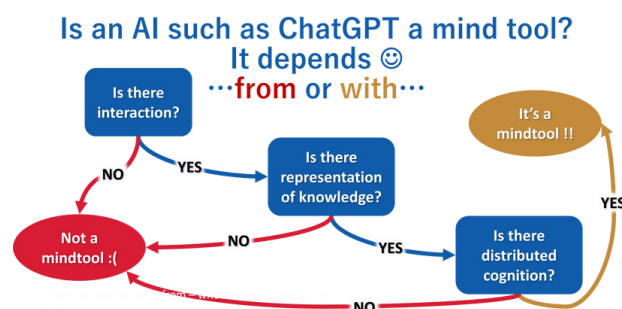 Is an AI such as ChatGPT a mind tool?
It depends ☺
…from or with…
Is there
interaction?
It's a
mindtool !!
NO
YES
Is there
representation
of knowledge?
YES
Not a
mindtool :(
NO
YES
Is there
distributed
cognition?
from
NO